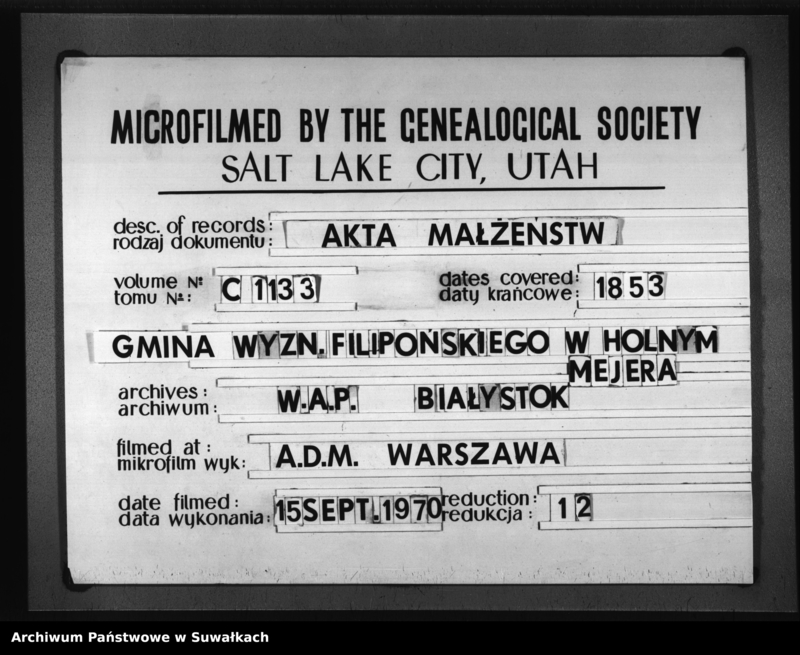 MICROFILMED BY THE GENEALOGICAL SOCIETY
SALT LAKE CITY, UTAH
desc. of records: AKTA MAŁŻEŃSTW
rodzaj dokumentu:
volume Nº C 1133 dates covered: 1853
tomu Nº: daty krańcowe:
GMINA WYZN. FILIPOŃSKIEGO W HOLNYM
MEJERA
archives: W.A.P. BIAŁYSTOK
archiwum:
filmed at: A.D.M. WARSZAWA
mikrofilm wyk:
date filmed: 15SEPT.1970 reduction: 12
data wykonania: redukcja:
Archiwum Państwowe w Suwałkach